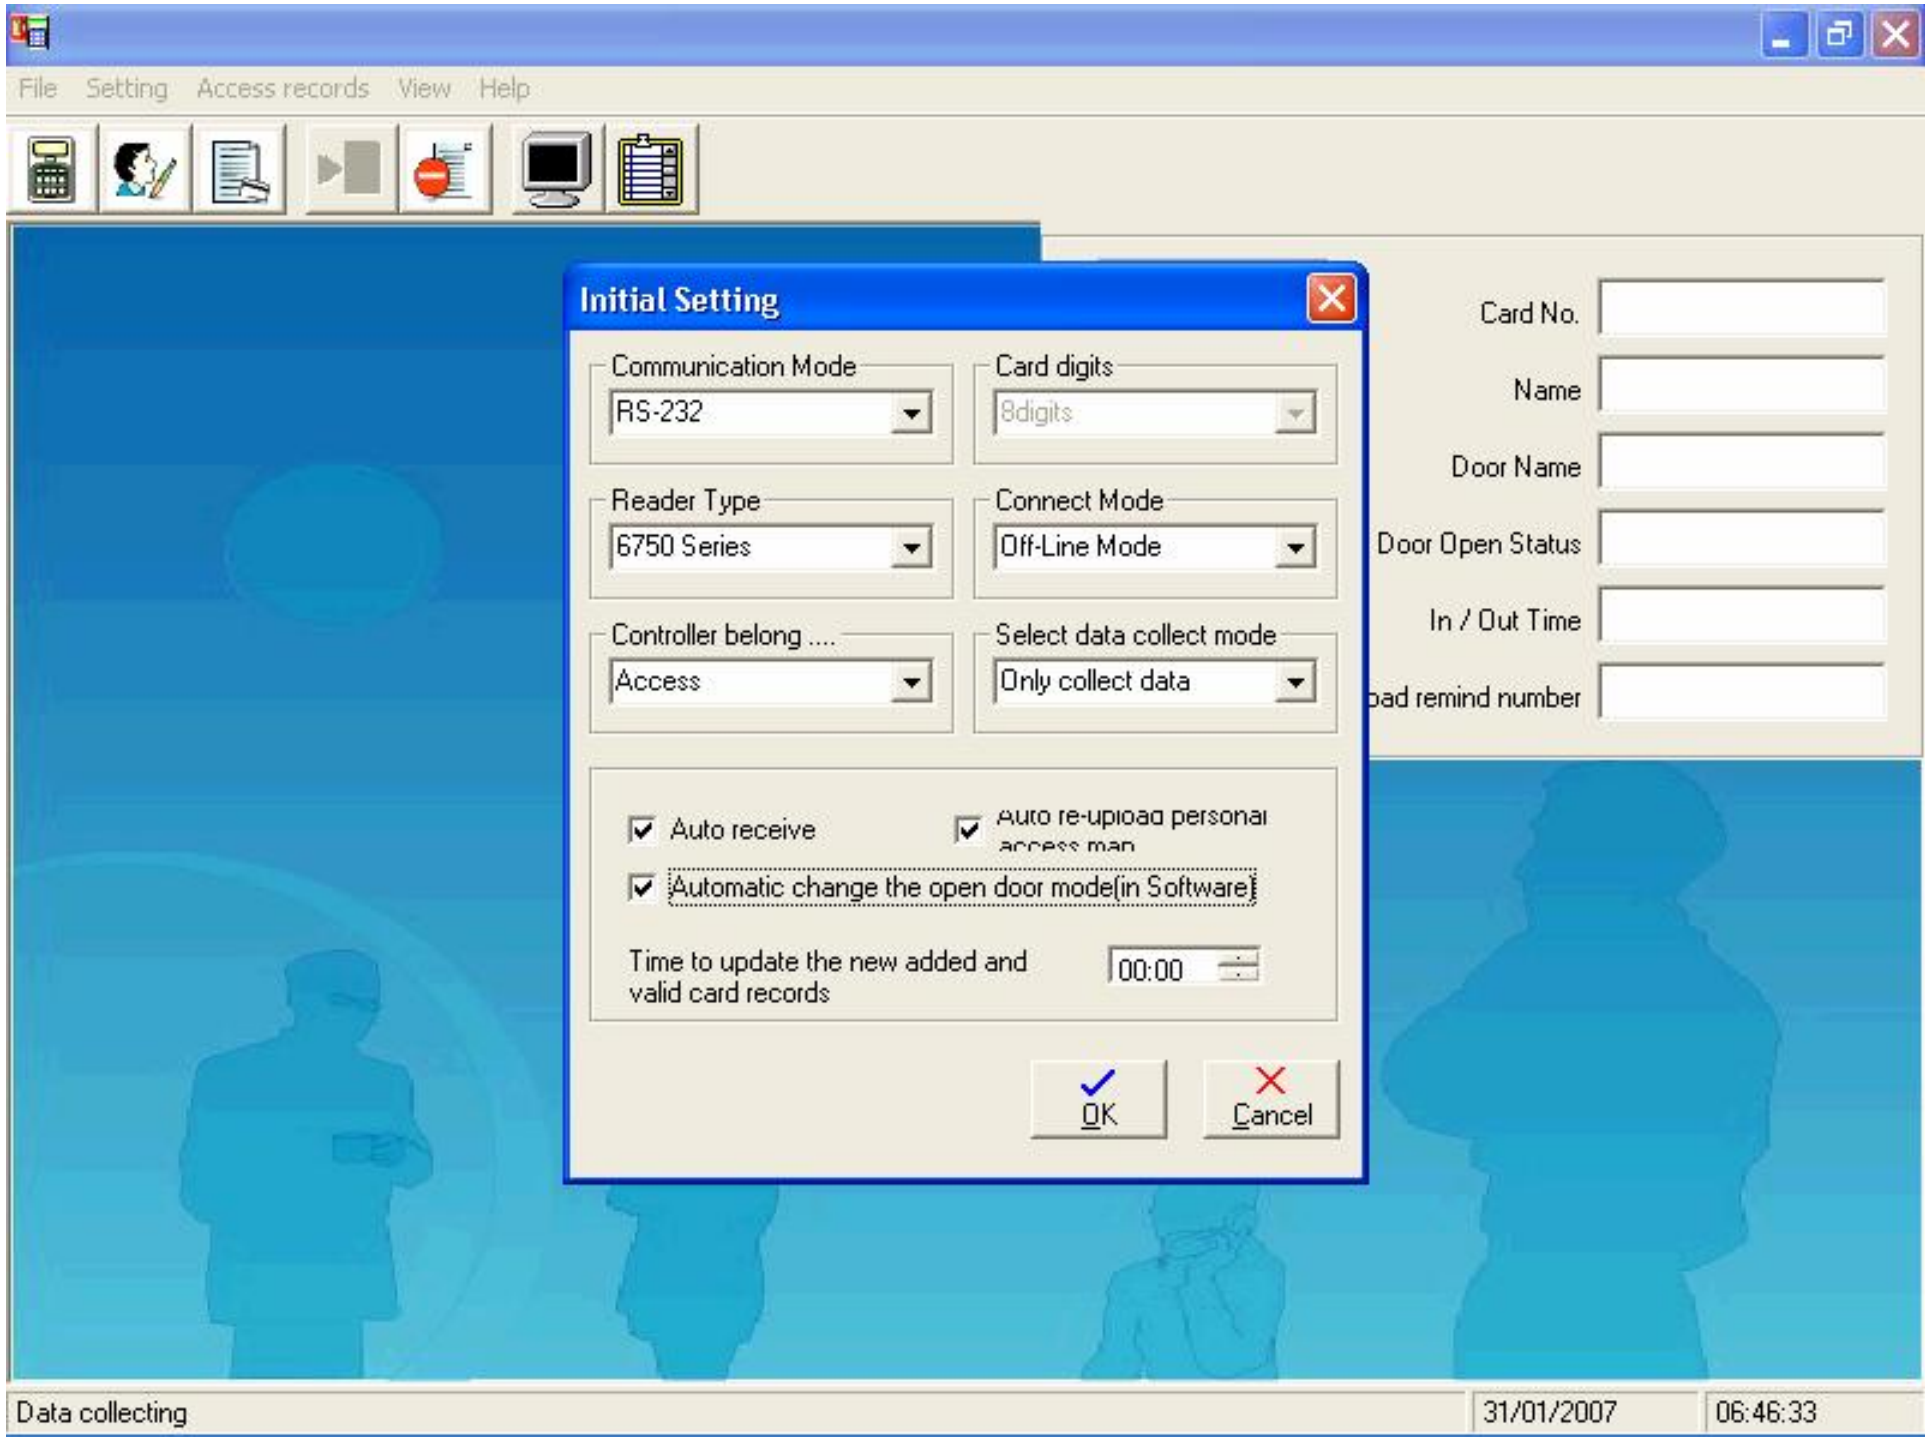 File Setting Access records View Help
Initial Setting
Communication Mode
RS-232
Card digits
8digits
Reader Type
6750 Series
Connect Mode
Off-Line Mode
Controller belong ....
Access
Select data collect mode
Only collect data
Auto receive
Auto re-upload personal
access map
Automatic change the open door mode(in Software)
Time to update the new added and
valid card records
00:00
OK
Cancel
Card No.
Name
Door Name
Door Open Status
In / Out Time
oad remind number
Data collecting
31/01/2007
06:46:33